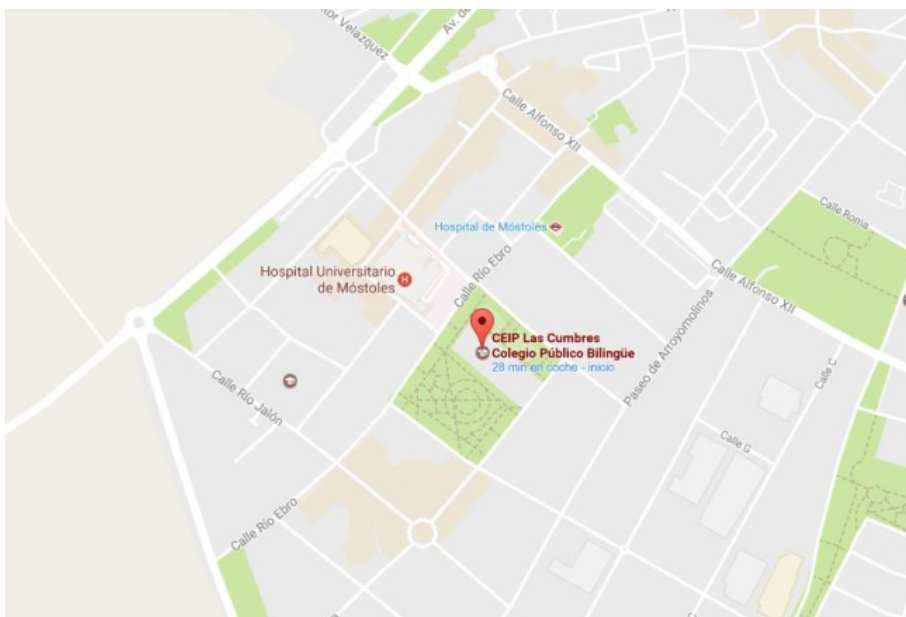 Velazquez
Av. de
Calle Alfonso XII
Calle Roma
Hospital de Móstoles
Calle Río Ebro
Hospital Universitario
de Móstoles
Calle Alfonso XII
CEIP Las Cumbres
Colegio Público Bilingüe
28 min en coche - inicio
Paseo de Arroyomolinos
Calle C
Calle Río Jalón
Calle G
Calle Río Ebro